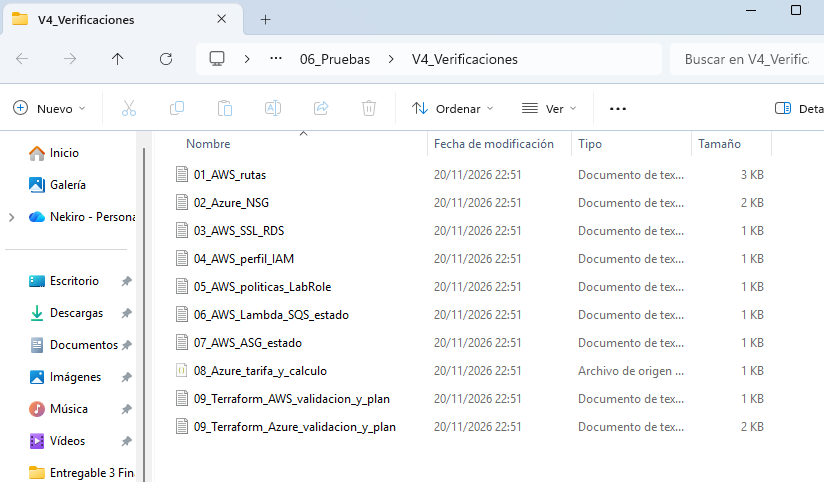 V4_Verificaciones
06_Pruebas V4_Verificaciones Buscar en V4_Verific
Nuevo Ordenar Ver Deta
Nombre Fecha de modificación Tipo Tamaño
Inicio
Galería
Nekiro - Persona
Escritorio
Descargas
Documentos
Imágenes
Música
Vídeos
Entregable 3 Fina
01_AWS_rutas 20/11/2026 22:51 Documento de tex... 3 KB
02_Azure_NSG 20/11/2026 22:51 Documento de tex... 2 KB
03_AWS_SSL_RDS 20/11/2026 22:51 Documento de tex... 1 KB
04_AWS_perfil_IAM 20/11/2026 22:51 Documento de tex... 1 KB
05_AWS_politicas_LabRole 20/11/2026 22:51 Documento de tex... 1 KB
06_AWS_Lambda_SQS_estado 20/11/2026 22:51 Documento de tex... 1 KB
07_AWS_ASG_estado 20/11/2026 22:51 Documento de tex... 1 KB
08_Azure_tarifa_y_calculo 20/11/2026 22:51 Archivo de origen ... 1 KB
09_Terraform_AWS_validacion_y_plan 20/11/2026 22:51 Documento de tex... 1 KB
09_Terraform_Azure_validacion_y_plan 20/11/2026 22:51 Documento de tex... 2 KB